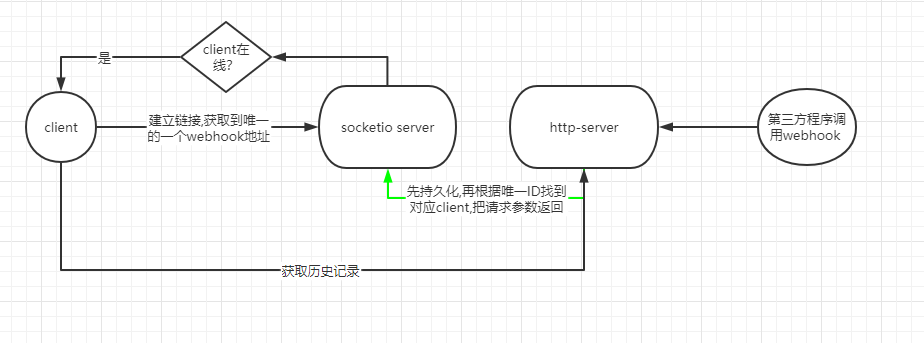 client在
线?
是
client
建立链接,获取到唯一
的一个webhook地址
socketio server
http-server
第三方程序调
用webhook
先持久化,再根据唯一ID找到
对应client,把请求参数返回
获取历史记录